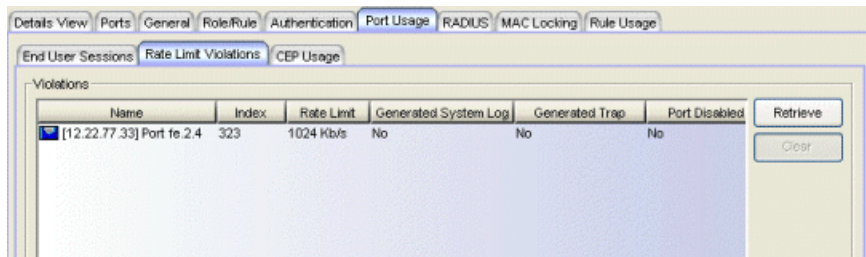 Details View Ports General Role/Rule Authentication Port Usage RADIUS MAC Locking Rule Usage
End User Sessions Rate Limit Violations CEP Usage
Violations
Name Index Rate Limit Generated System Log Generated Trap Port Disabled Retrieve
[12.22.77.33] Port fe.2.4 323 1024 Kb/s No No No
Clear